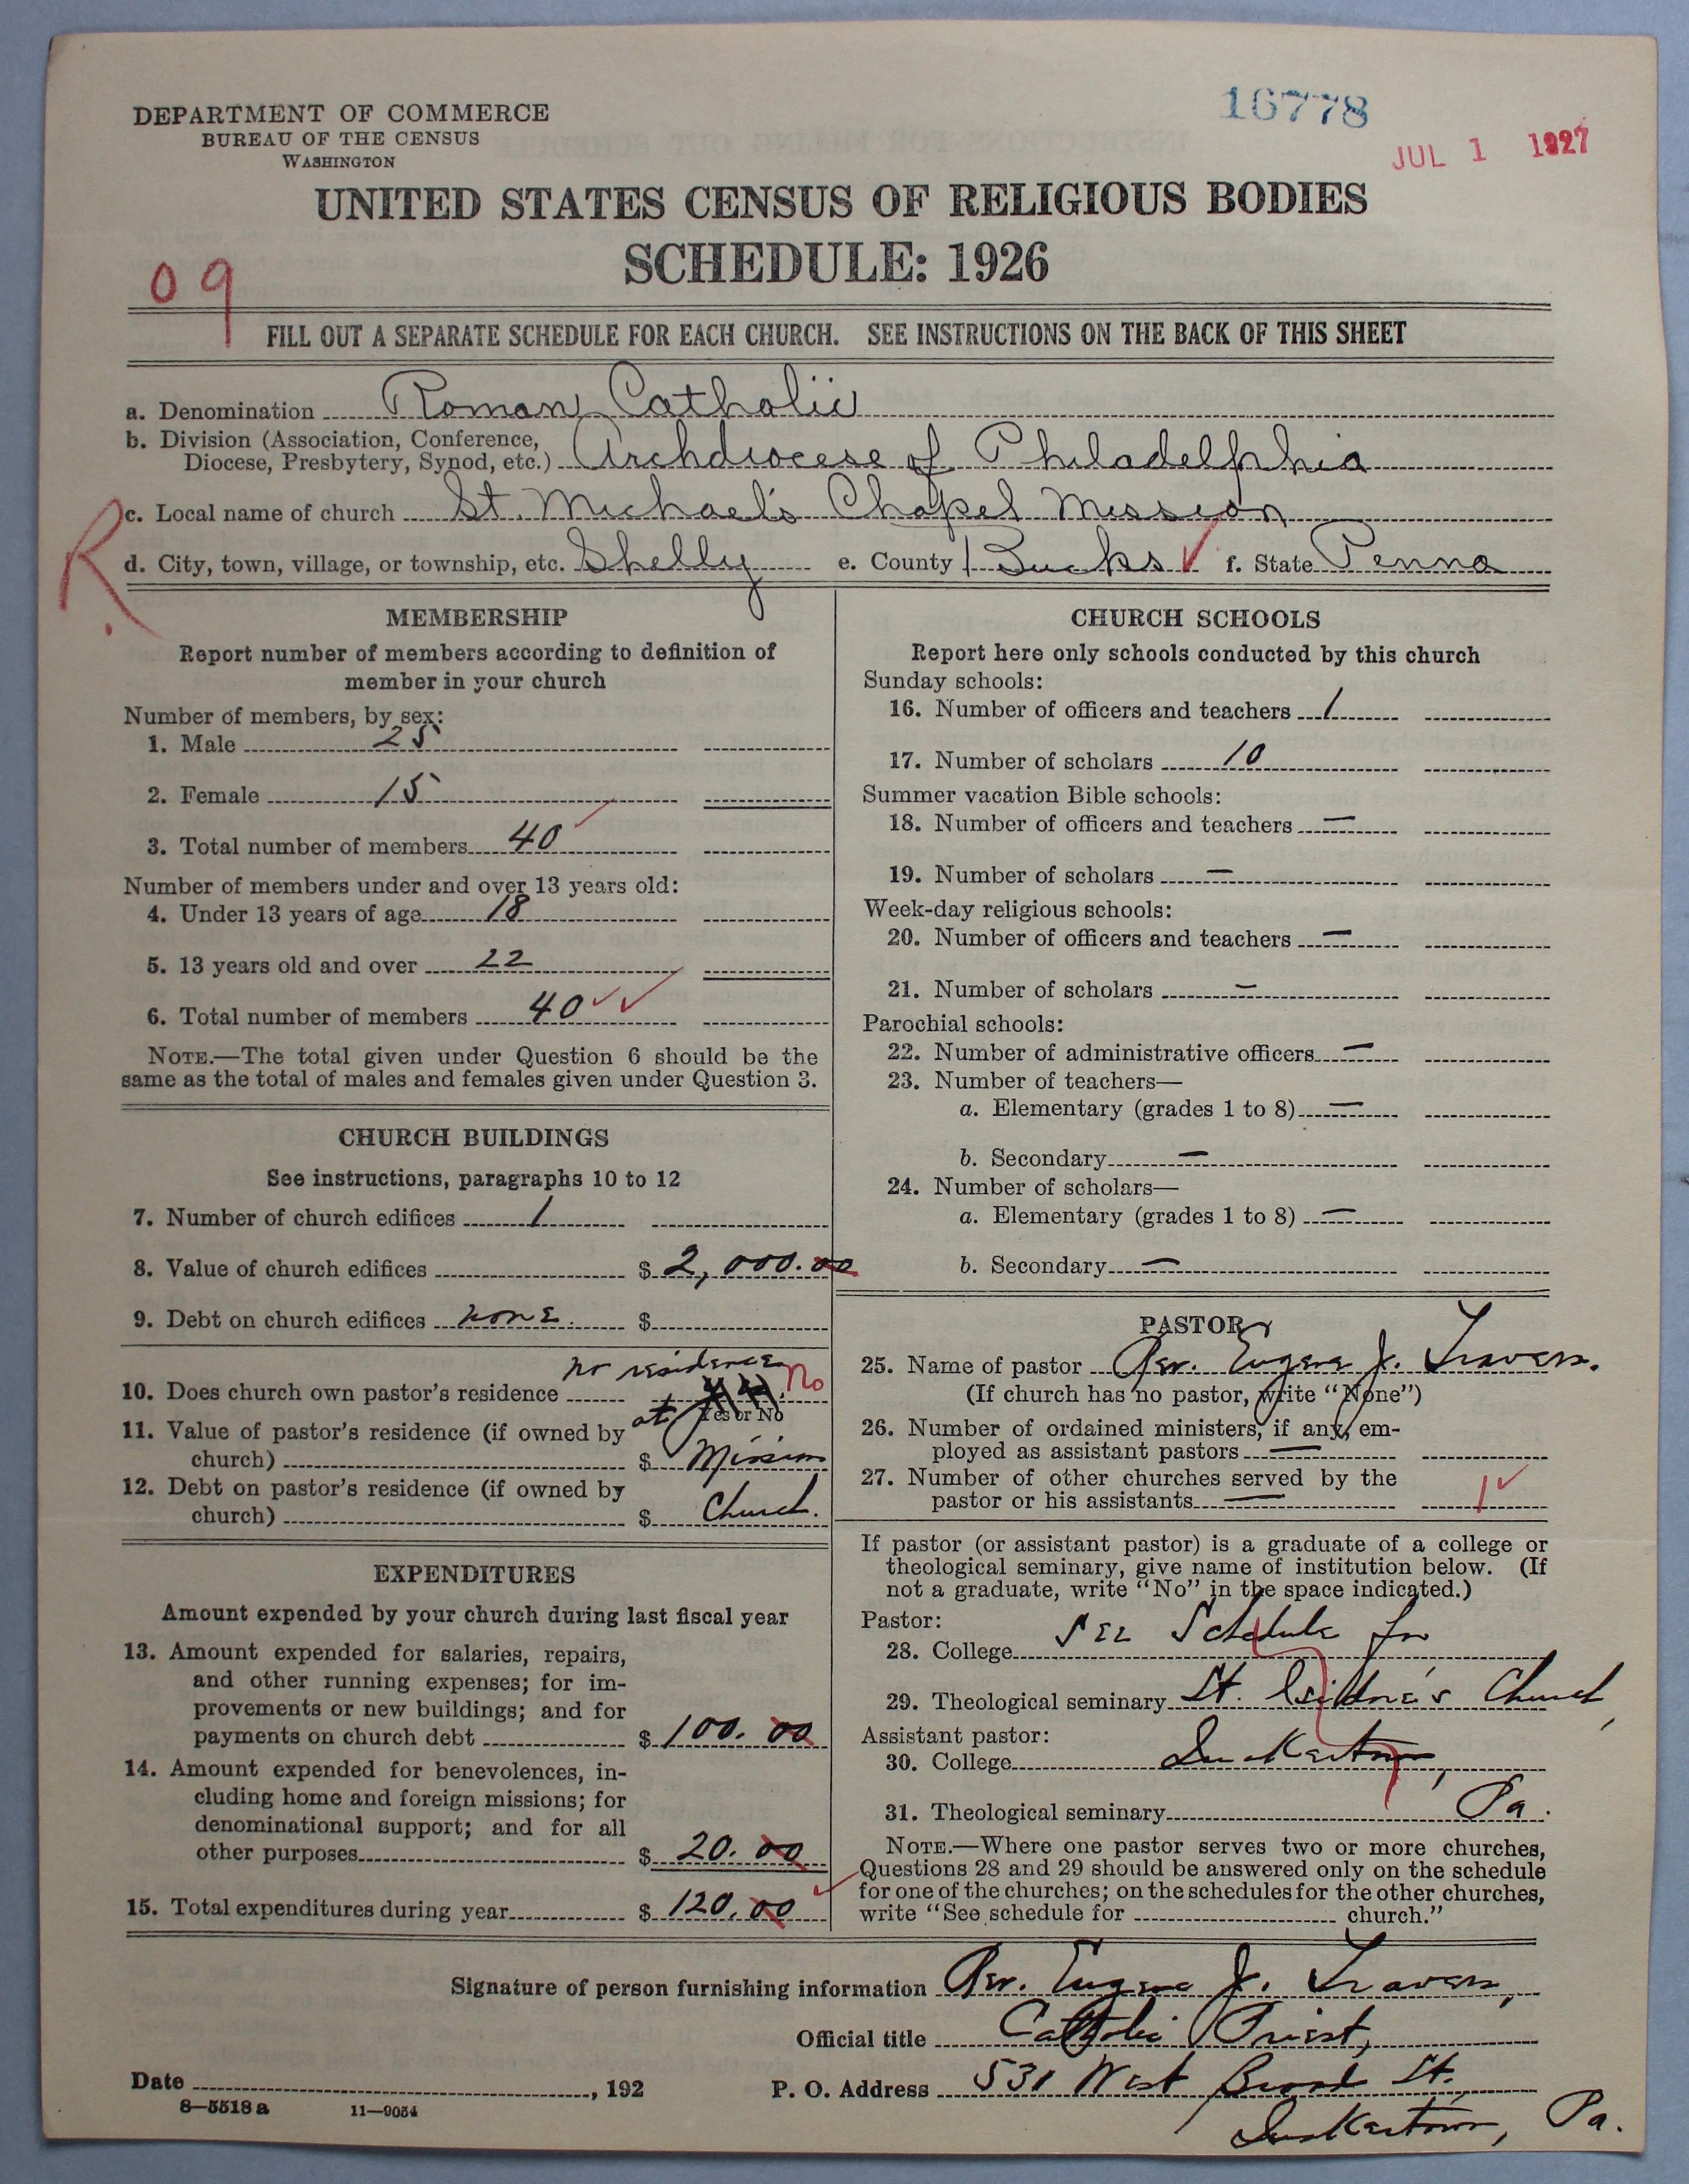 16778
JUL 1 1927
DEPARTMENT OF COMMERCE
BUREAU OF THE CENSUS
WASHINGTON
UNITED STATES CENSUS OF RELIGIOUS BODIES
SCHEDULE: 1926
09
FILL OUT A SEPARATE SCHEDULE FOR EACH CHURCH. SEE INSTRUCTIONS ON THE BACK OF THIS SHEET
a. Denomination Roman Catholic
b. Division (Association, Conference,
Diocese, Presbytery, Synod, etc.) Archdiocese of Philadelphia
c. Local name of church St. Michael's Chapel Mission
R.
d. City, town, village, or township, etc. Shelly e. County Bucks f. State Penna
MEMBERSHIP
Report number of members according to definition of
member in your church
Number of members, by sex:
1. Male 25
2. Female 15
3. Total number of members 40
Number of members under and over 13 years old:
4. Under 13 years of age 18
5. 13 years old and over 22
6. Total number of members 40
NOTE.—The total given under Question 6 should be the
same as the total of males and females given under Question 3.
CHURCH BUILDINGS
See instructions, paragraphs 10 to 12
7. Number of church edifices 1
8. Value of church edifices $ 2,000.00
9. Debt on church edifices none. $
10. Does church own pastor's residence no residence No
Yes or No
at
11. Value of pastor's residence (if owned by
church) $ Mission
12. Debt on pastor's residence (if owned by
church) $ Church.
EXPENDITURES
Amount expended by your church during last fiscal year
13. Amount expended for salaries, repairs,
and other running expenses; for im-
provements or new buildings; and for
payments on church debt $ 100.00
14. Amount expended for benevolences, in-
cluding home and foreign missions; for
denominational support; and for all
other purposes $ 20.00
15. Total expenditures during year $ 120.00
CHURCH SCHOOLS
Report here only schools conducted by this church
Sunday schools:
16. Number of officers and teachers 1
17. Number of scholars 10
Summer vacation Bible schools:
18. Number of officers and teachers —
19. Number of scholars —
Week-day religious schools:
20. Number of officers and teachers —
21. Number of scholars —
Parochial schools:
22. Number of administrative officers —
23. Number of teachers—
a. Elementary (grades 1 to 8) —
b. Secondary —
24. Number of scholars—
a. Elementary (grades 1 to 8) —
b. Secondary —
PASTOR
25. Name of pastor Rev. Eugene J. Travers.
(If church has no pastor, write "None")
26. Number of ordained ministers, if any, em-
ployed as assistant pastors —
27. Number of other churches served by the
pastor or his assistants — 1
If pastor (or assistant pastor) is a graduate of a college or
theological seminary, give name of institution below. (If
not a graduate, write "No" in the space indicated.)
Pastor:
28. College See Schedule for
29. Theological seminary St. Isidore's Church,
Assistant pastor:
30. College Quakertown,
31. Theological seminary Pa.
NOTE.—Where one pastor serves two or more churches,
Questions 28 and 29 should be answered only on the schedule
for one of the churches; on the schedules for the other churches,
write "See schedule for church."
Signature of person furnishing information Rev. Eugene J. Travers,
Official title Catholic Priest,
Date , 192 P. O. Address 531 West Broad St.
8—5518a 11—9054
Quakertown, Pa.